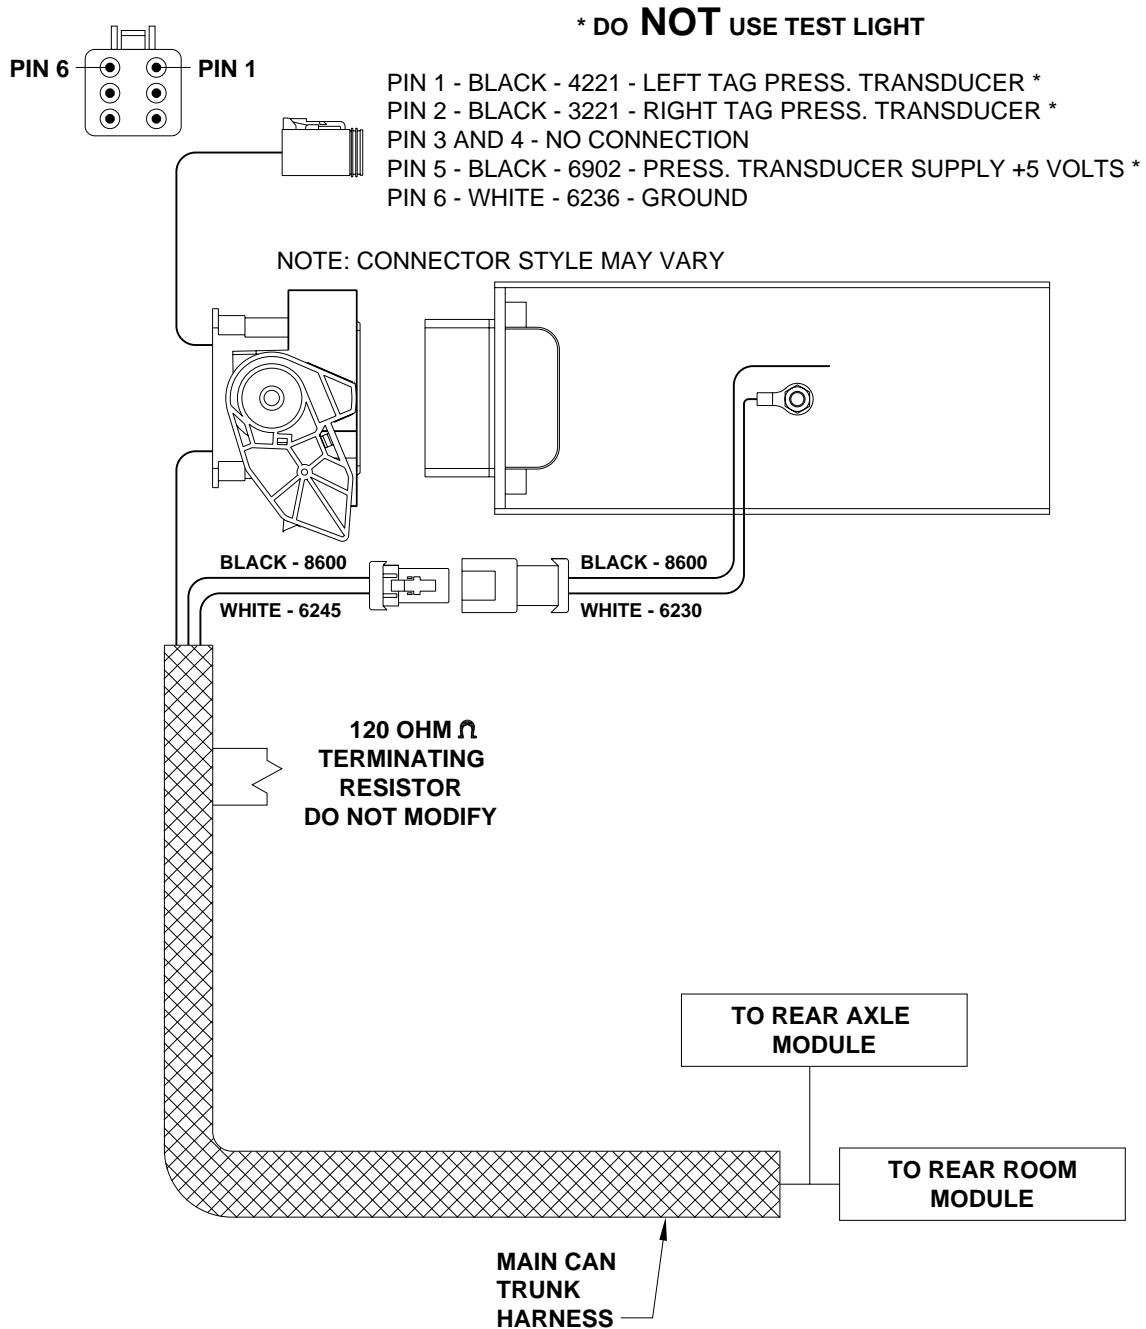 * DO NOT USE TEST LIGHT
PIN 6
PIN 1
PIN 1 - BLACK - 4221 - LEFT TAG PRESS. TRANSDUCER *
PIN 2 - BLACK - 3221 - RIGHT TAG PRESS. TRANSDUCER *
PIN 3 AND 4 - NO CONNECTION
PIN 5 - BLACK - 6902 - PRESS. TRANSDUCER SUPPLY +5 VOLTS *
PIN 6 - WHITE - 6236 - GROUND
NOTE: CONNECTOR STYLE MAY VARY
BLACK - 8600
BLACK - 8600
WHITE - 6245
WHITE - 6230
120 OHM Ω
TERMINATING
RESISTOR
DO NOT MODIFY
TO REAR AXLE
MODULE
TO REAR ROOM
MODULE
MAIN CAN
TRUNK
HARNESS